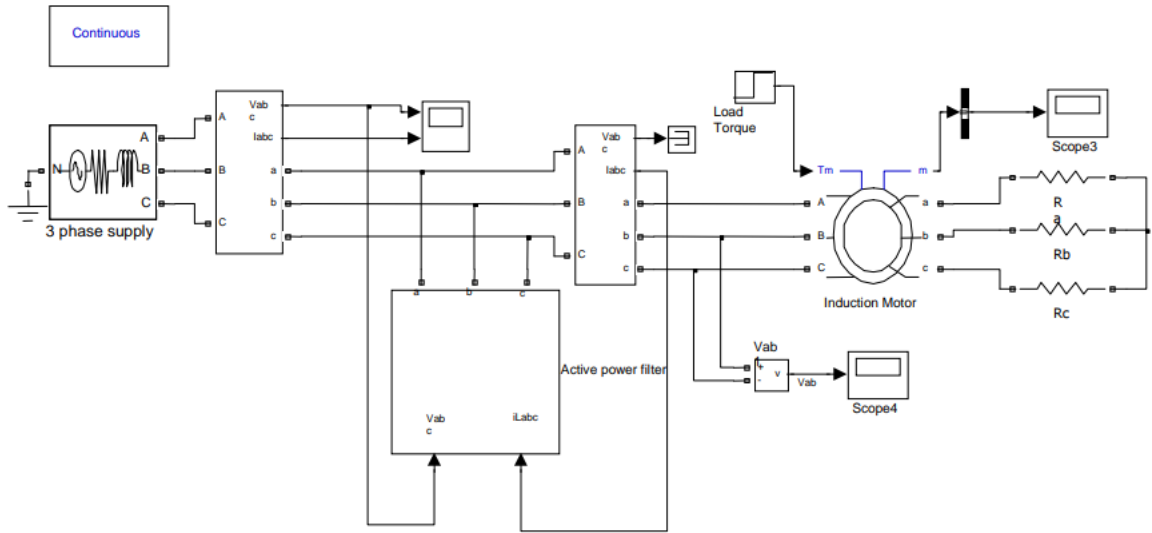 Continuous
N
A
B
C
3 phase supply
A
B
C
Vab
c
Iabc
a
b
c
A
B
C
Vab
c
Iabc
a
b
c
Load
Torque
Tm
m
A
B
C
a
b
c
Induction Motor
Scope3
R
a
Rb
Rc
a
b
c
Active power filter
Vab
c
iLabc
Vab
1
+
-
v
Vab
Scope4